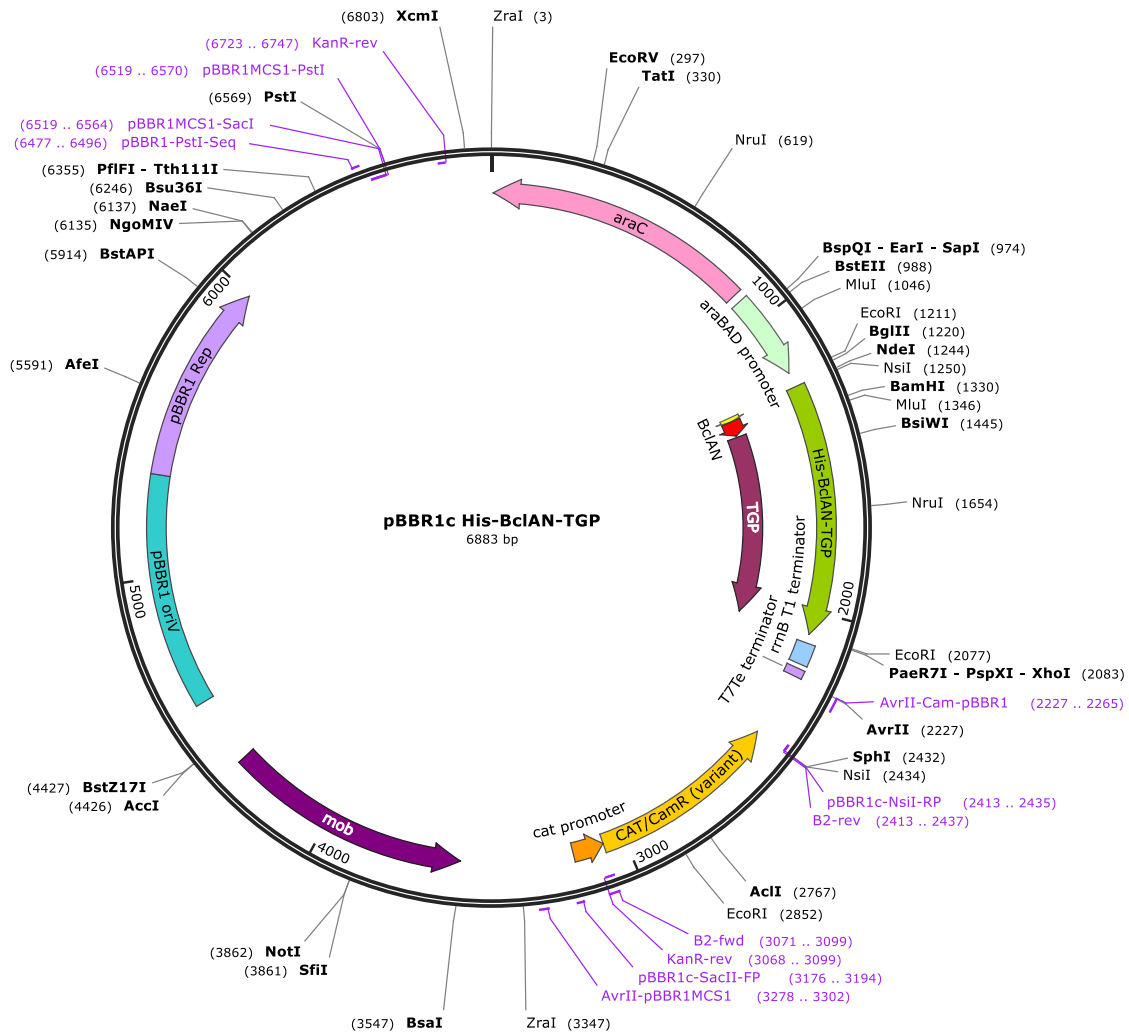 (6803) XcmI
ZraI (3)
(6723 .. 6747) KanR-rev
(6519 .. 6570) pBBR1MCS1-PstI
(6569) PstI
(6519 .. 6564) pBBR1MCS1-SacI
(6477 .. 6496) pBBR1-PstI-Seq
(6355) PflFI - Tth111I
(6246) Bsu36I
(6137) NaeI
(6135) NgoMIV
(5914) BstAPI
(5591) AfeI
EcoRV (297)
TatI (330)
NruI (619)
BspQI - EarI - SapI (974)
BstEII (988)
MluI (1046)
EcoRI (1211)
BglII (1220)
NdeI (1244)
NsiI (1250)
BamHI (1330)
MluI (1346)
BsiWI (1445)
NruI (1654)
EcoRI (2077)
PaeR7I - PspXI - XhoI (2083)
AvrII-Cam-pBBR1 (2227 .. 2265)
AvrII (2227)
SphI (2432)
NsiI (2434)
pBBR1c-NsiI-RP (2413 .. 2435)
B2-rev (2413 .. 2437)
AclI (2767)
EcoRI (2852)
B2-fwd (3071 .. 3099)
KanR-rev (3068 .. 3099)
pBBR1c-SacII-FP (3176 .. 3194)
AvrII-pBBR1MCS1 (3278 .. 3302)
ZraI (3347)
(3547) BsaI
(3862) NotI
(3861) SfiI
(4427) BstZ17I
(4426) AccI
araC
araBAD promoter
His-BclAN-TGP
BclAN
TGP
rrnB T1 terminator
T7Te terminator
CAT/CamR (variant)
cat promoter
mob
pBBR1 oriV
pBBR1 Rep
1000
2000
3000
4000
5000
6000
pBBR1c His-BclAN-TGP
6883 bp